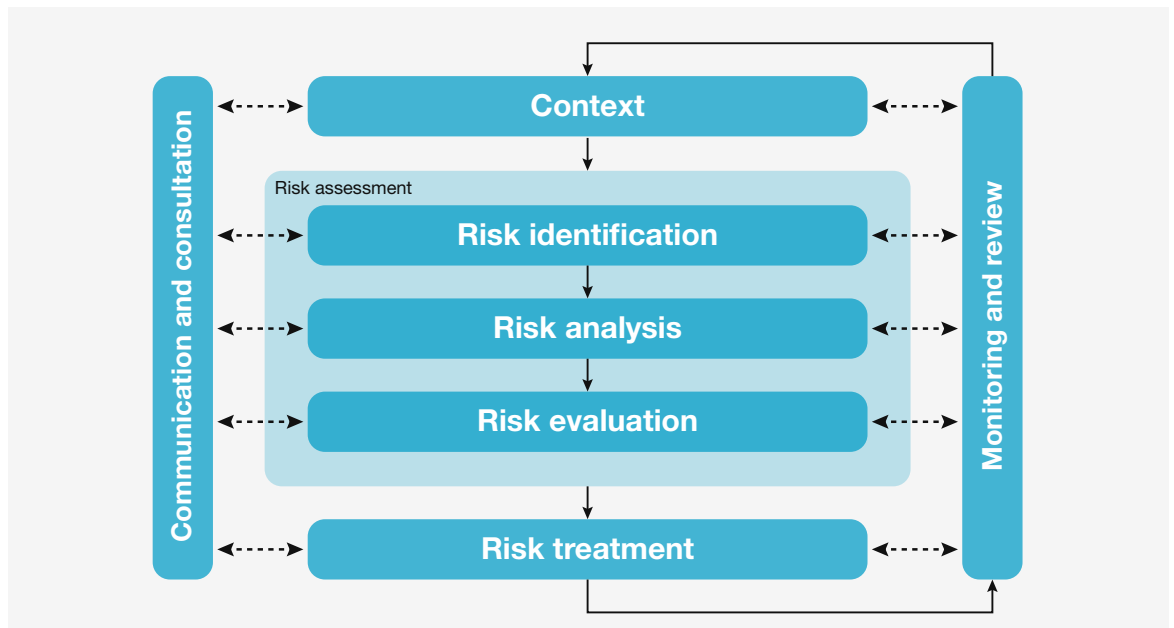 Context
Risk assessment
Risk identification
Risk analysis
Risk evaluation
Risk treatment
Communication and consultation
Monitoring and review